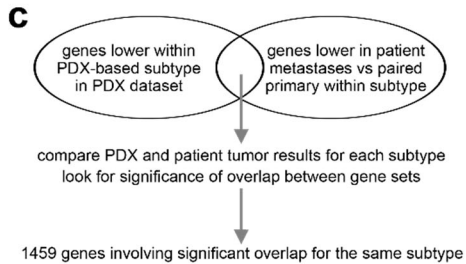 C
genes lower within
PDX-based subtype
in PDX dataset
genes lower in patient
metastases vs paired
primary within subtype
compare PDX and patient tumor results for each subtype
look for significance of overlap between gene sets
1459 genes involving significant overlap for the same subtype